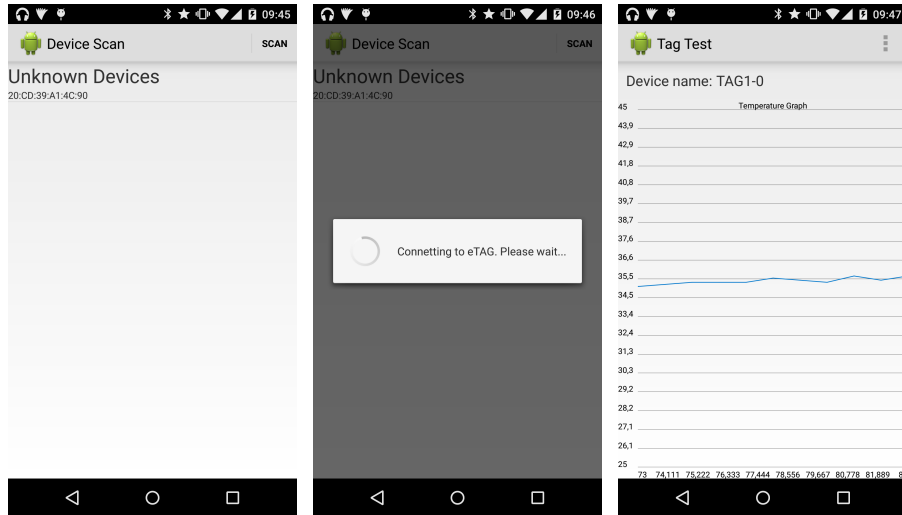 09:45
Device Scan
SCAN
Unknown Devices
20:CD:39:A1:4C:90
09:46
Device Scan
SCAN
Unknown Devices
20:CD:39:A1:4C:90
Connetting to eTAG. Please wait...
09:47
Tag Test
Device name: TAG1-0
Temperature Graph
45
43,9
42,9
41,8
40,8
39,7
38,7
37,6
36,6
35,5
34,5
33,4
32,4
31,3
30,3
29,2
28,2
27,1
26,1
25
73 74,111 75,222 76,333 77,444 78,556 79,667 80,778 81,889